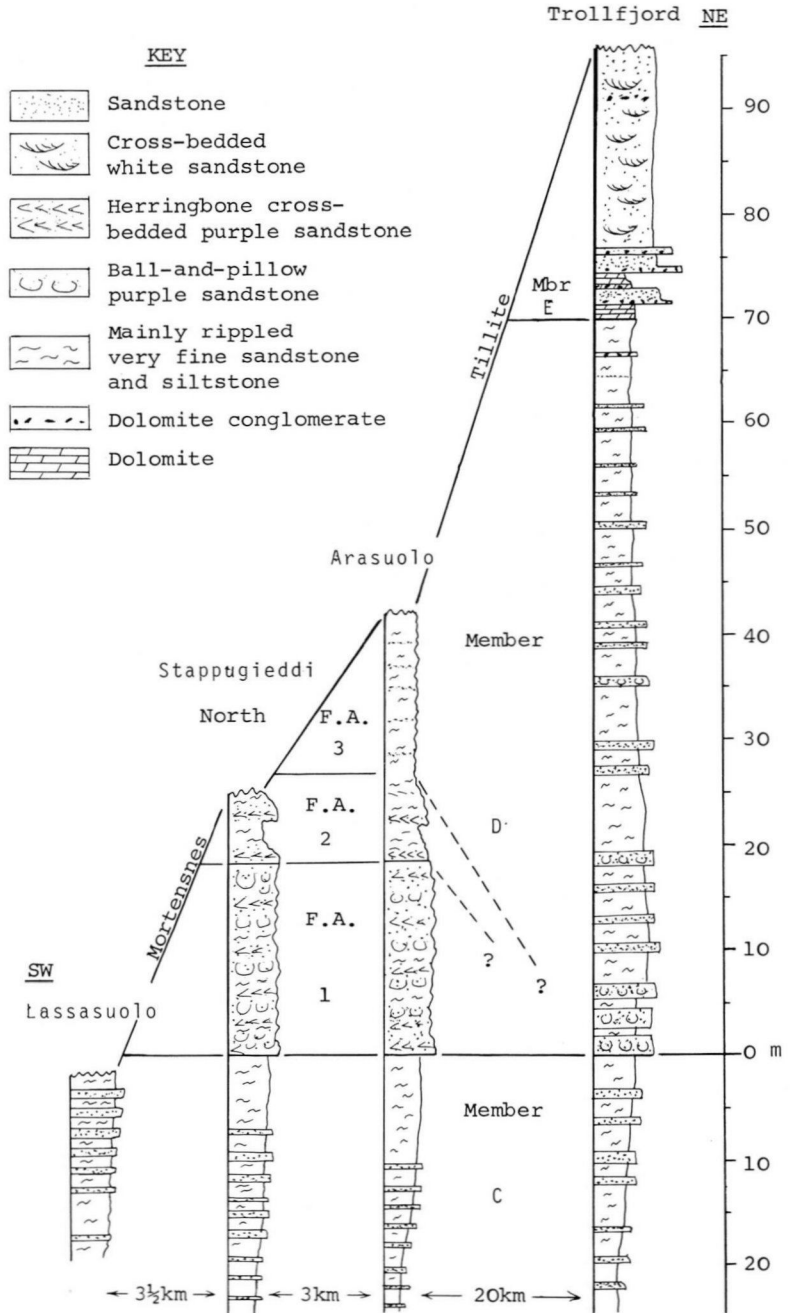 Trollfjord NE
KEY
Sandstone
Cross-bedded
white sandstone
Herringbone cross-
bedded purple sandstone
Ball-and-pillow
purple sandstone
Mainly rippled
very fine sandstone
and siltstone
Dolomite conglomerate
Dolomite
90
80
70
60
50
40
30
20
10
0 m
10
20
Mbr
E
Tillite
Arasuolo
Member
D
Stappugieddi
North
F.A.
3
F.A.
2
F.A.
1
?
?
Mortensnes
SW
Lassasuolo
Member
C
3½km
3km
20km